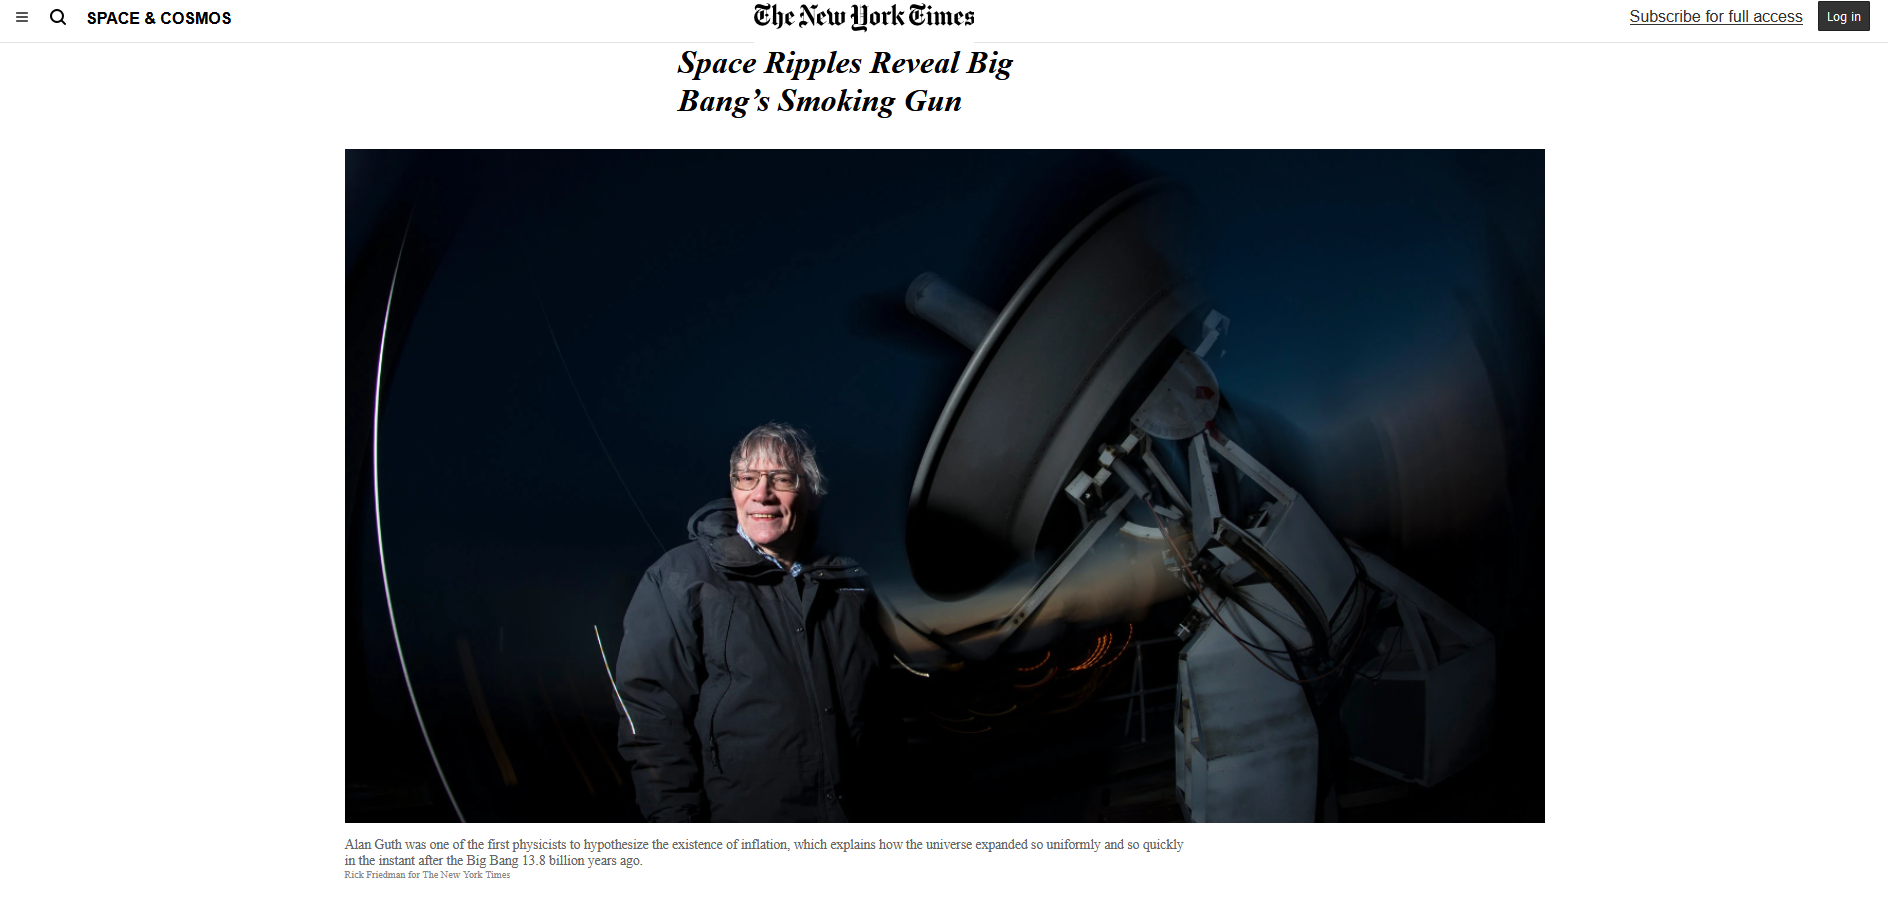 SPACE & COSMOS
The New York Times
Subscribe for full access
Log in
Space Ripples Reveal Big
Bang’s Smoking Gun
Alan Guth was one of the first physicists to hypothesize the existence of inflation, which explains how the universe expanded so uniformly and so quickly
in the instant after the Big Bang 13.8 billion years ago.
Rick Friedman for The New York Times